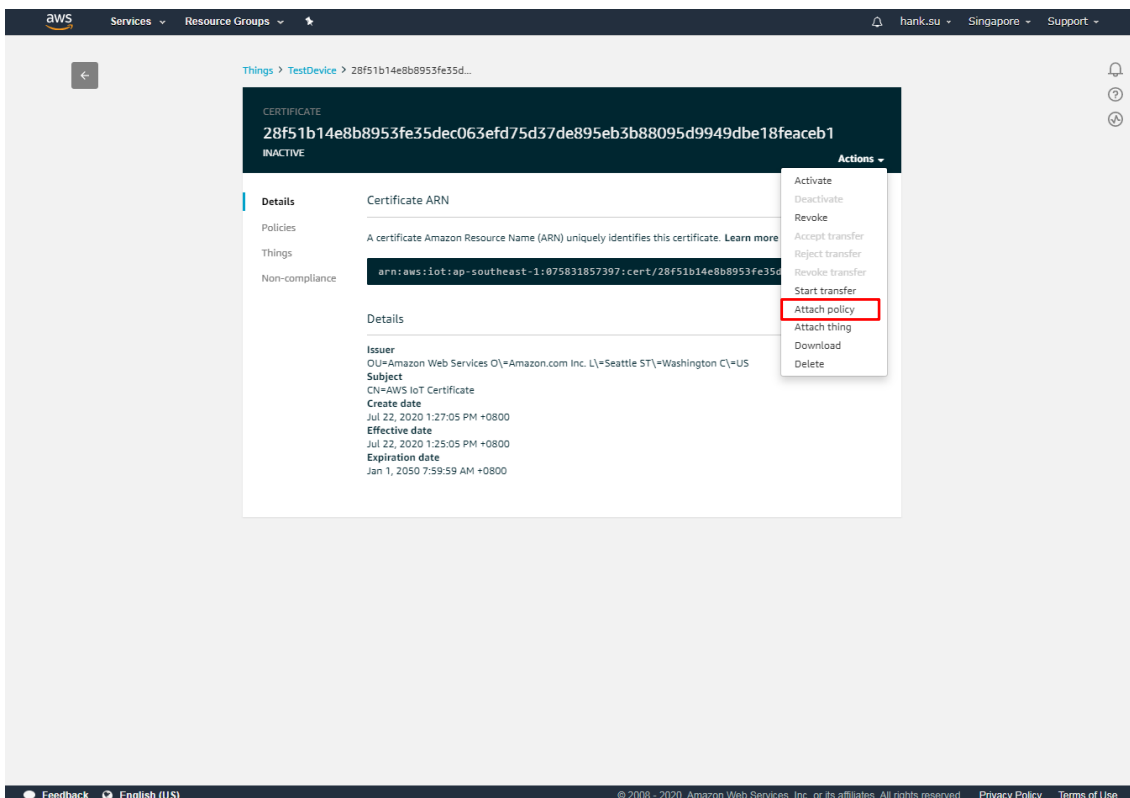 aws Services Resource Groups hank.su Singapore Support
Things > TestDevice > 28f51b14e8b8953fe35d...
CERTIFICATE
28f51b14e8b8953fe35dec063efd75d37de895eb3b88095d9949dbe18feaceb1
INACTIVE
Actions
Activate
Deactivate
Revoke
Accept transfer
Reject transfer
Revoke transfer
Start transfer
Attach policy
Attach thing
Download
Delete
Details
Policies
Things
Non-compliance
Certificate ARN
A certificate Amazon Resource Name (ARN) uniquely identifies this certificate. Learn more
arn:aws:iot:ap-southeast-1:075831857397:cert/28f51b14e8b8953fe35d
Details
Issuer
OU=Amazon Web Services O\=Amazon.com Inc. L\=Seattle ST\=Washington C\=US
Subject
CN=AWS IoT Certificate
Create date
Jul 22, 2020 1:27:05 PM +0800
Effective date
Jul 22, 2020 1:25:05 PM +0800
Expiration date
Jan 1, 2050 7:59:59 AM +0800
Feedback English (US) © 2008 - 2020, Amazon Web Services, Inc. or its affiliates. All rights reserved. Privacy Policy Terms of Use